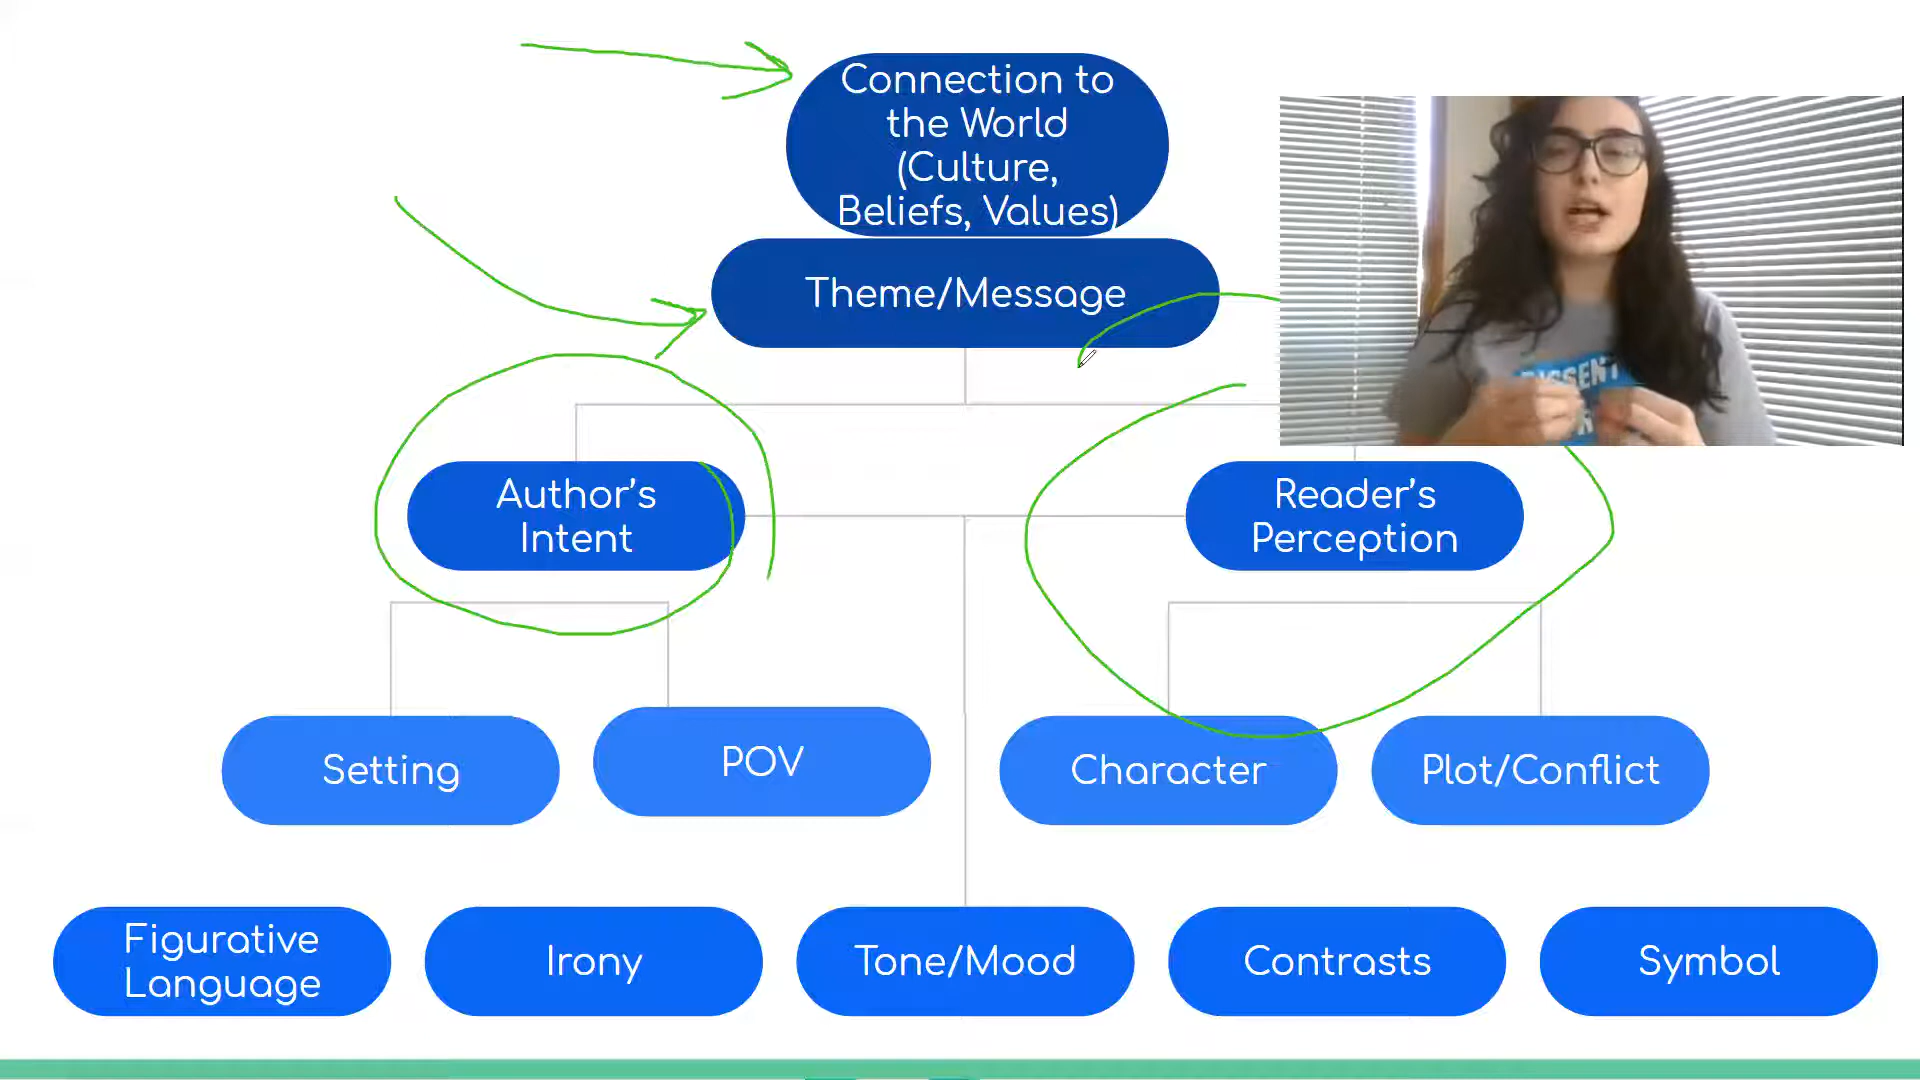 Connection to
the World
(Culture,
Beliefs, Values)
Theme/Message
Author's
Intent
Reader's
Perception
Setting
POV
Character
Plot/Conflict
Figurative
Language
Irony
Tone/Mood
Contrasts
Symbol